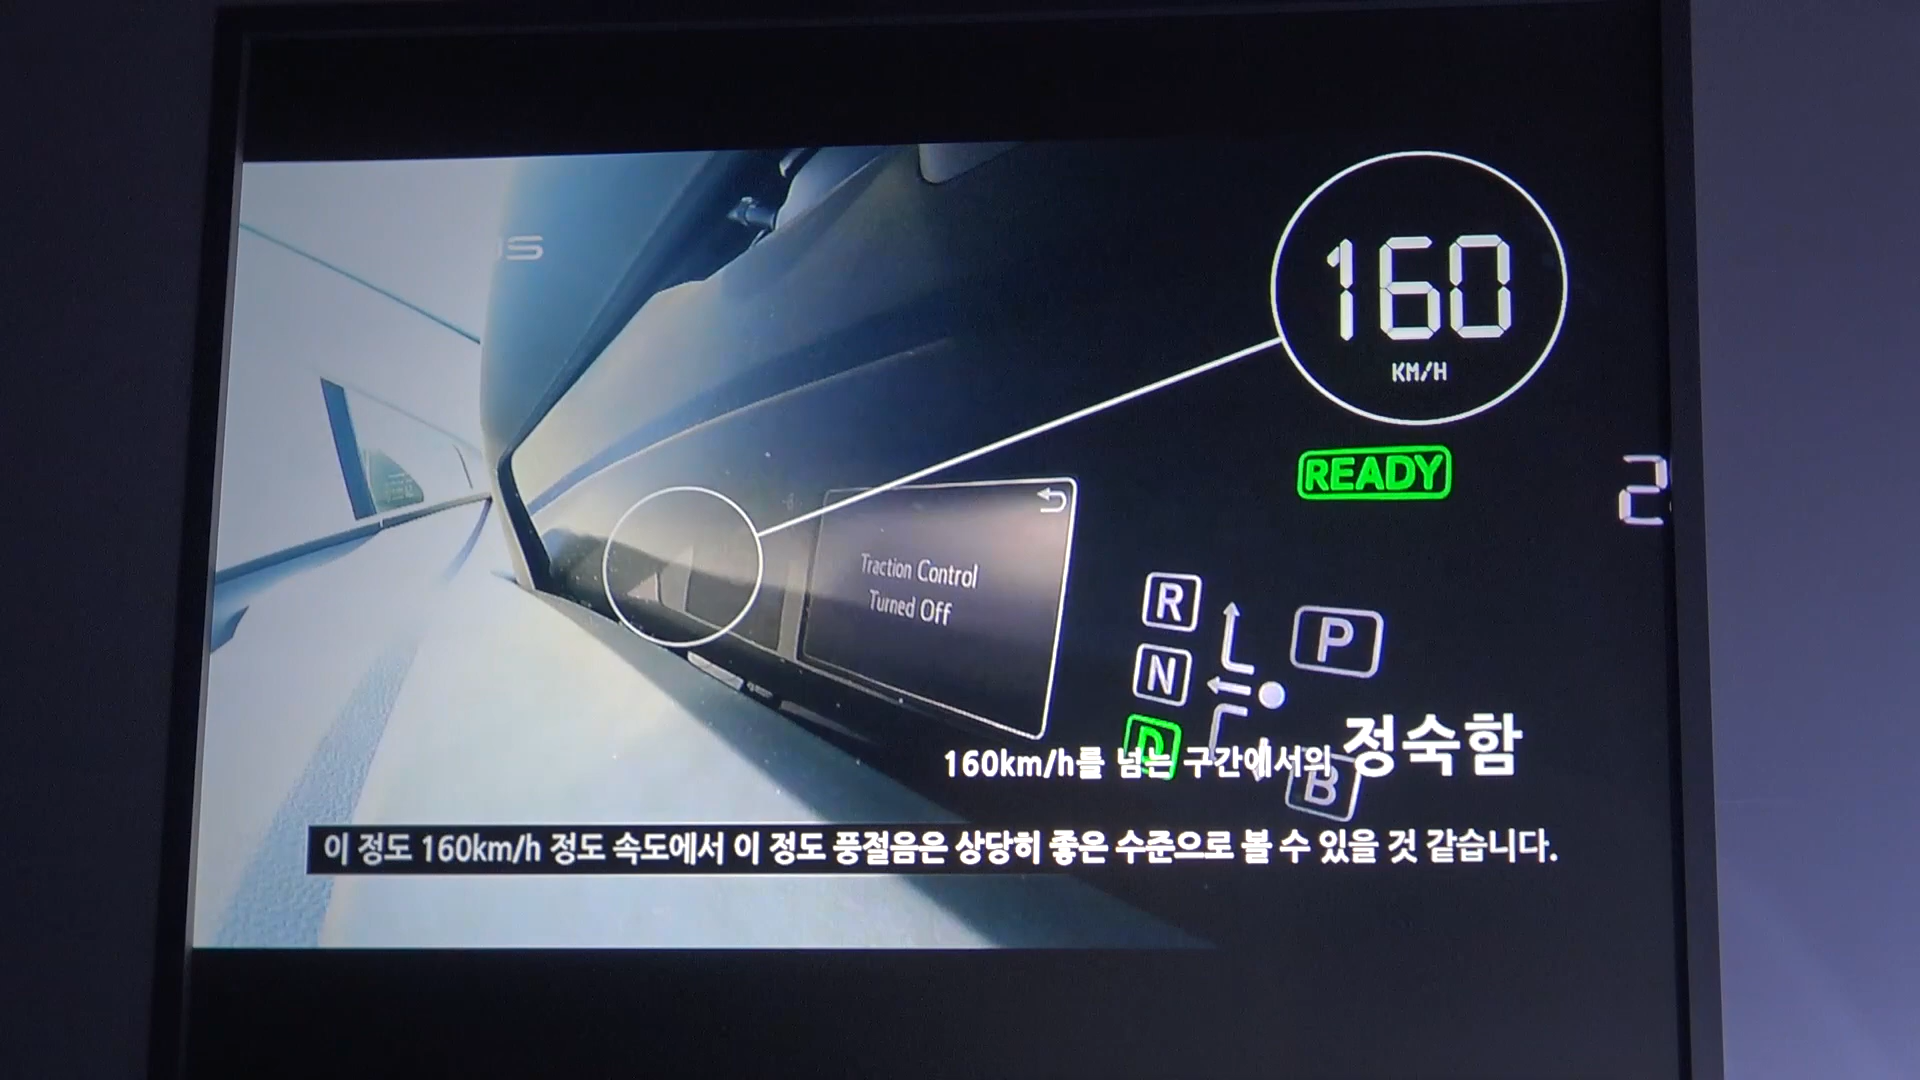 160
KM/H
READY
2
Traction Control
Turned Off
R
N
D
P
B
160km/h를 넘는 구간에서의 정숙함
이 정도 160km/h 정도 속도에서 이 정도 풍절음은 상당히 좋은 수준으로 볼 수 있을 것 같습니다.